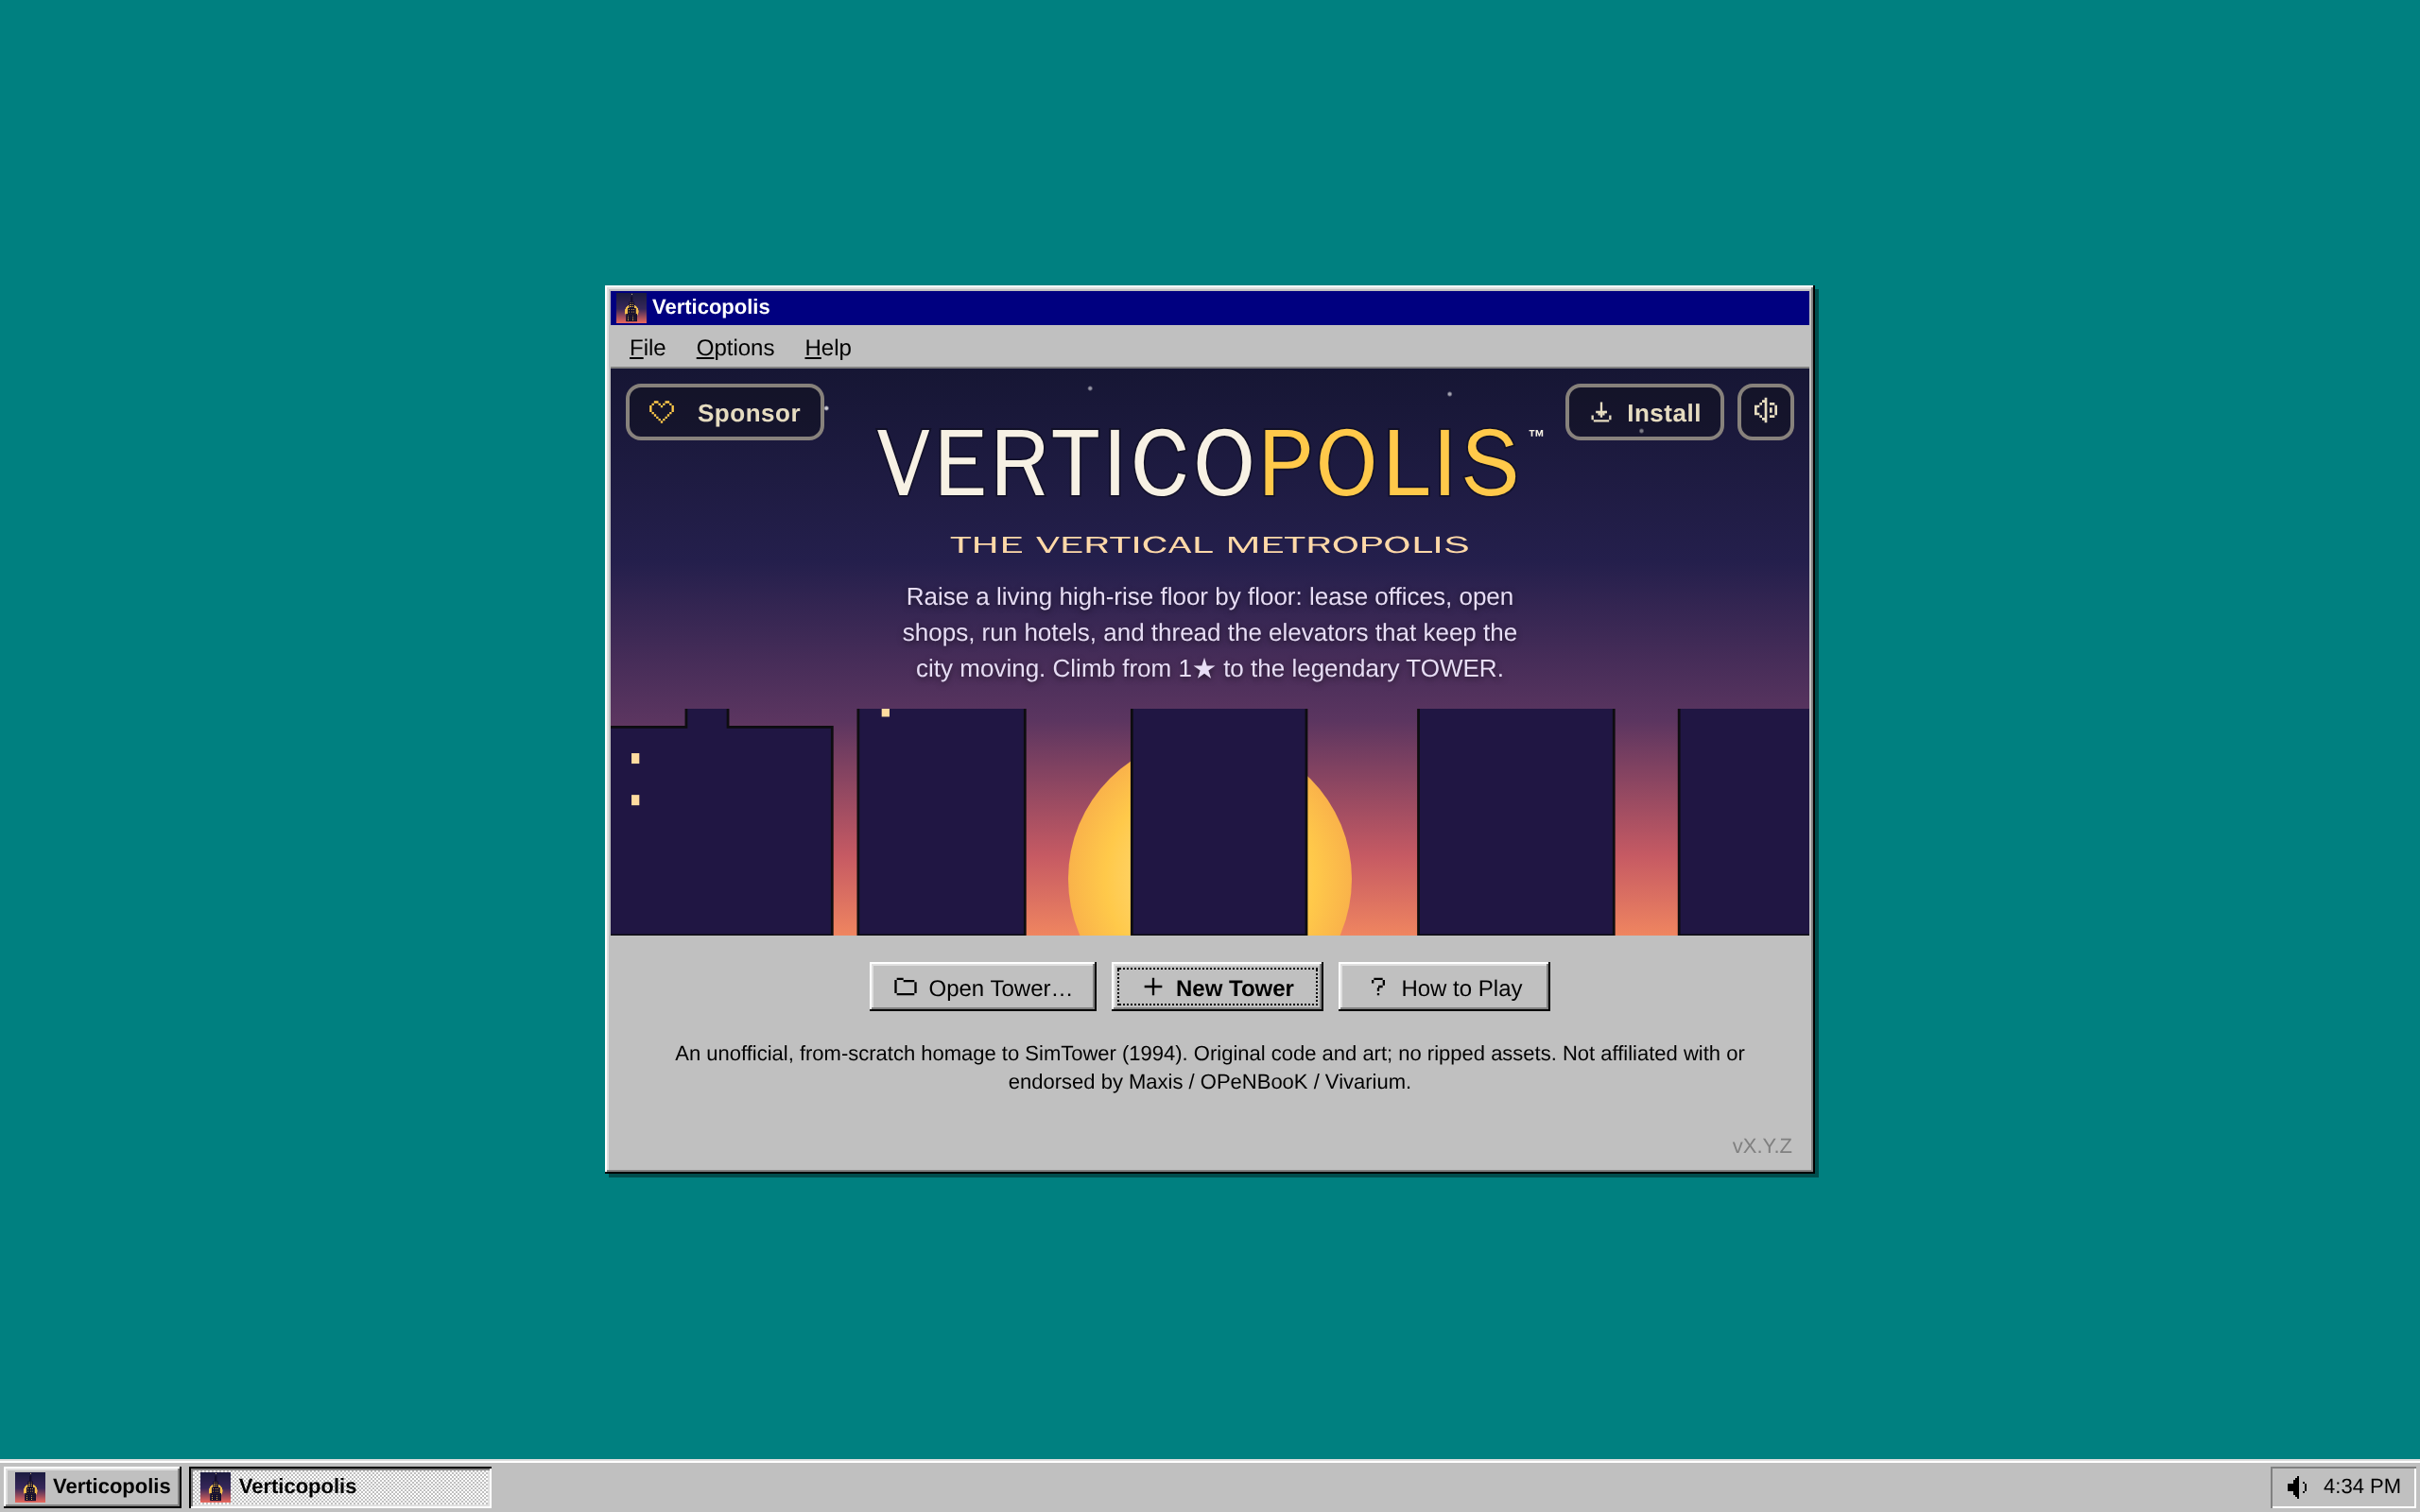 Verticopolis
File Options Help
Sponsor
Install
VERTICOPOLIS™
THE VERTICAL METROPOLIS
Raise a living high-rise floor by floor: lease offices, open
shops, run hotels, and thread the elevators that keep the
city moving. Climb from 1★ to the legendary TOWER.
Open Tower… New Tower ? How to Play
An unofficial, from-scratch homage to SimTower (1994). Original code and art; no ripped assets. Not affiliated with or
endorsed by Maxis / OPeNBooK / Vivarium.
vX.Y.Z
Verticopolis Verticopolis 4:34 PM